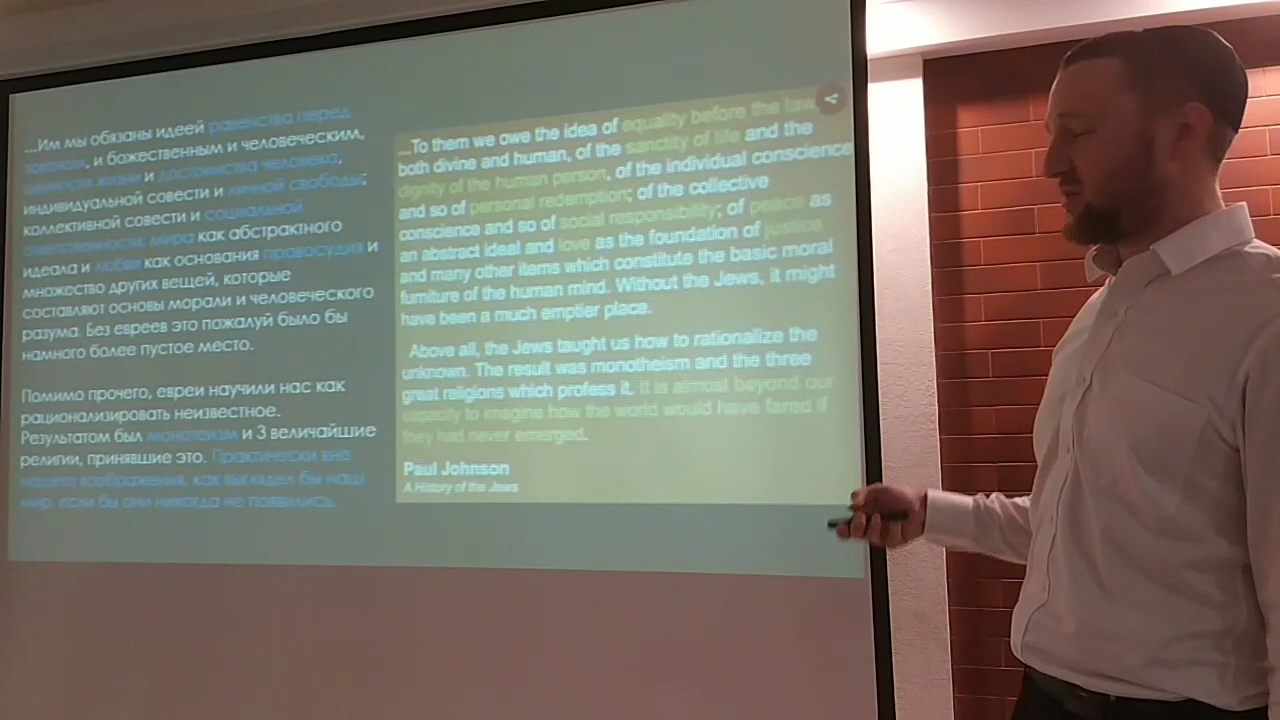 ...Им мы обязаны идеей равенства перед
законом, и божественным и человеческим,
ценности жизни и достоинства человека,
индивидуальной совести и личной свободы;
коллективной совести и социальной
ответственности; мира как абстрактного
идеала и любви как основания правосудия и
множество других вещей, которые
составляют основы морали и человеческого
разума. Без евреев это пожалуй было бы
намного более пустое место.
Помимо прочего, евреи научили нас как
рационализировать неизвестное.
Результатом был монотеизм и 3 величайшие
религии, принявшие это. Практически вне
нашего воображения, как выглядел бы наш
мир, если бы они никогда не появились.
...To them we owe the idea of equality before the law,
both divine and human, of the sanctity of life and the
dignity of the human person, of the individual conscience
and so of personal redemption; of the collective
conscience and so of social responsibility; of peace as
an abstract ideal and love as the foundation of justice
and many other items which constitute the basic moral
furniture of the human mind. Without the Jews, it might
have been a much emptier place.
Above all, the Jews taught us how to rationalize the
unknown. The result was monotheism and the three
great religions which profess it. It is almost beyond our
capacity to imagine how the world would have fared if
they had never emerged.
Paul Johnson
A History of the Jews